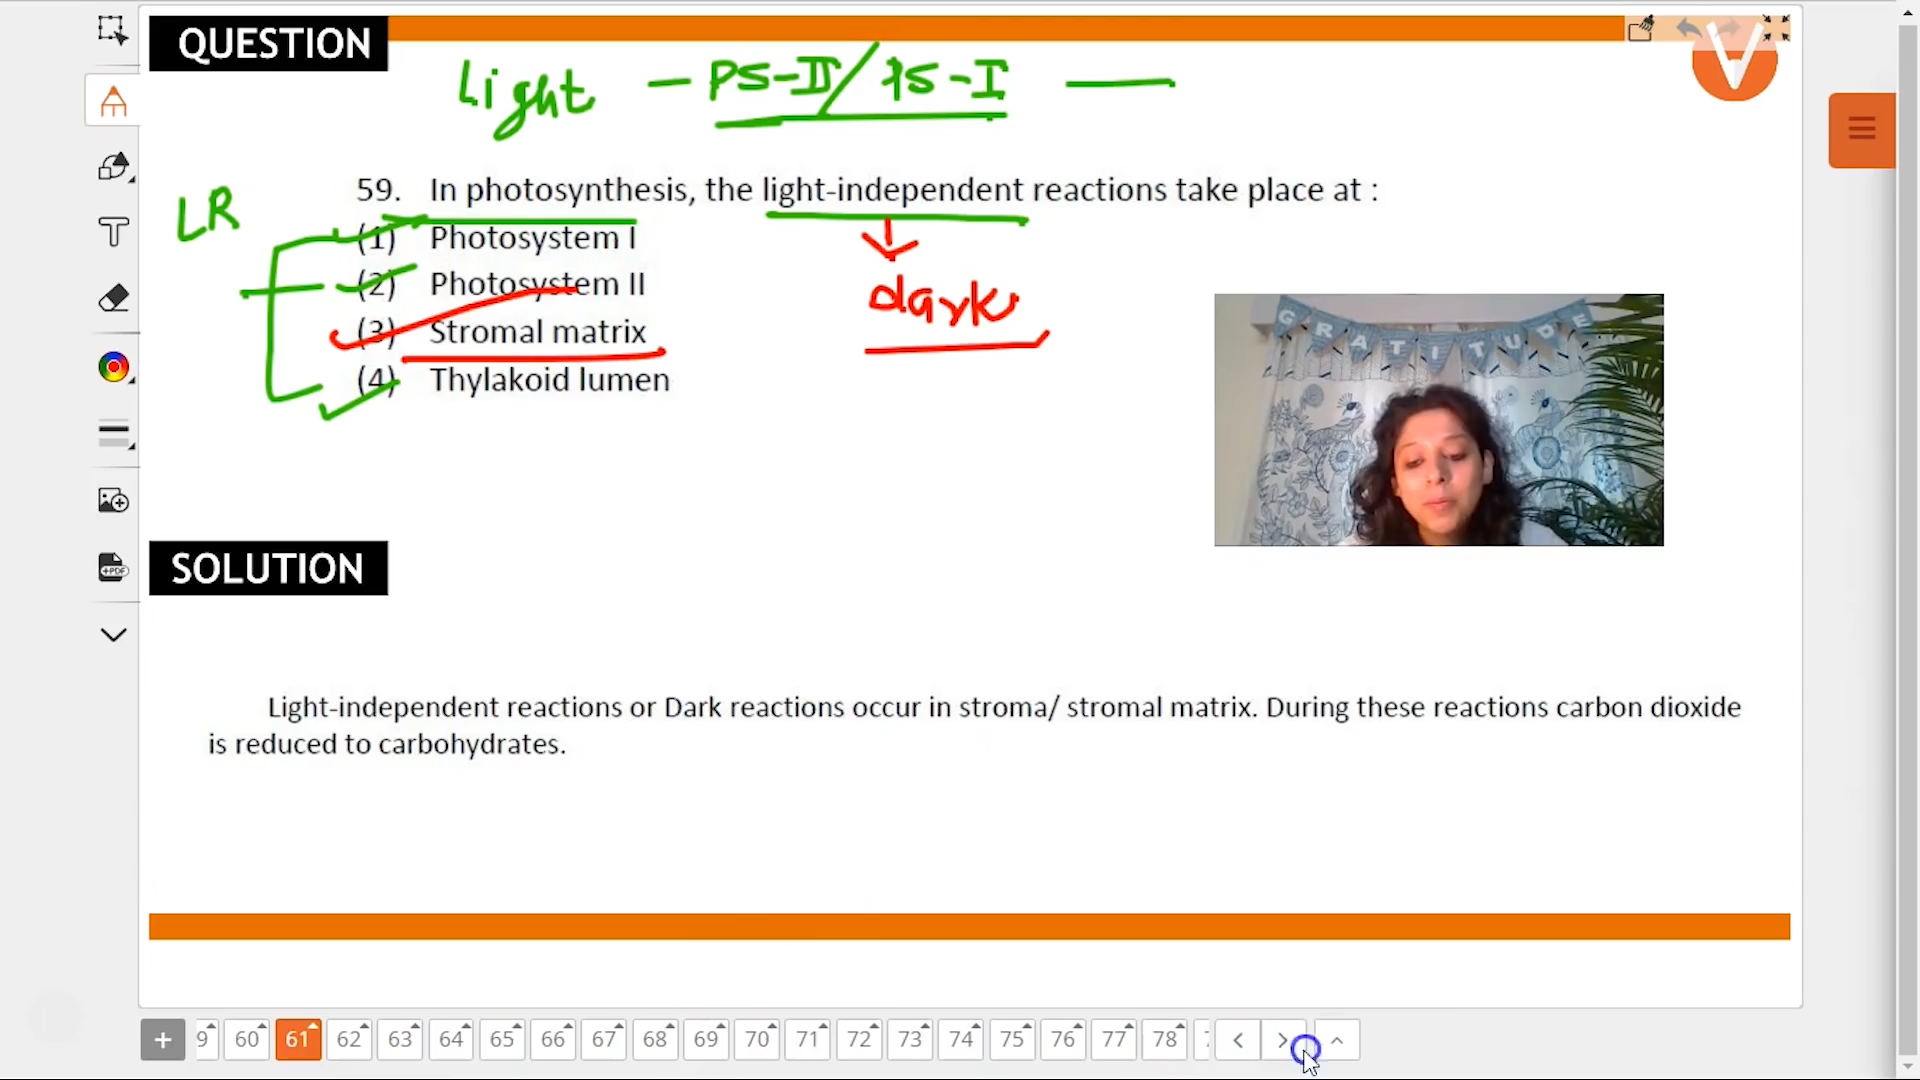 QUESTION
Light — PS-II / PS-I —
59. In photosynthesis, the light-independent reactions take place at :
LR
(1) Photosystem I
(2) Photosystem II
dark
(3) Stromal matrix
(4) Thylakoid lumen
GRATITUDE
SOLUTION
Light-independent reactions or Dark reactions occur in stroma/ stromal matrix. During these reactions carbon dioxide
is reduced to carbohydrates.
+PDF
9 60 61 62 63 64 65 66 67 68 69 70 71 72 73 74 75 76 77 78